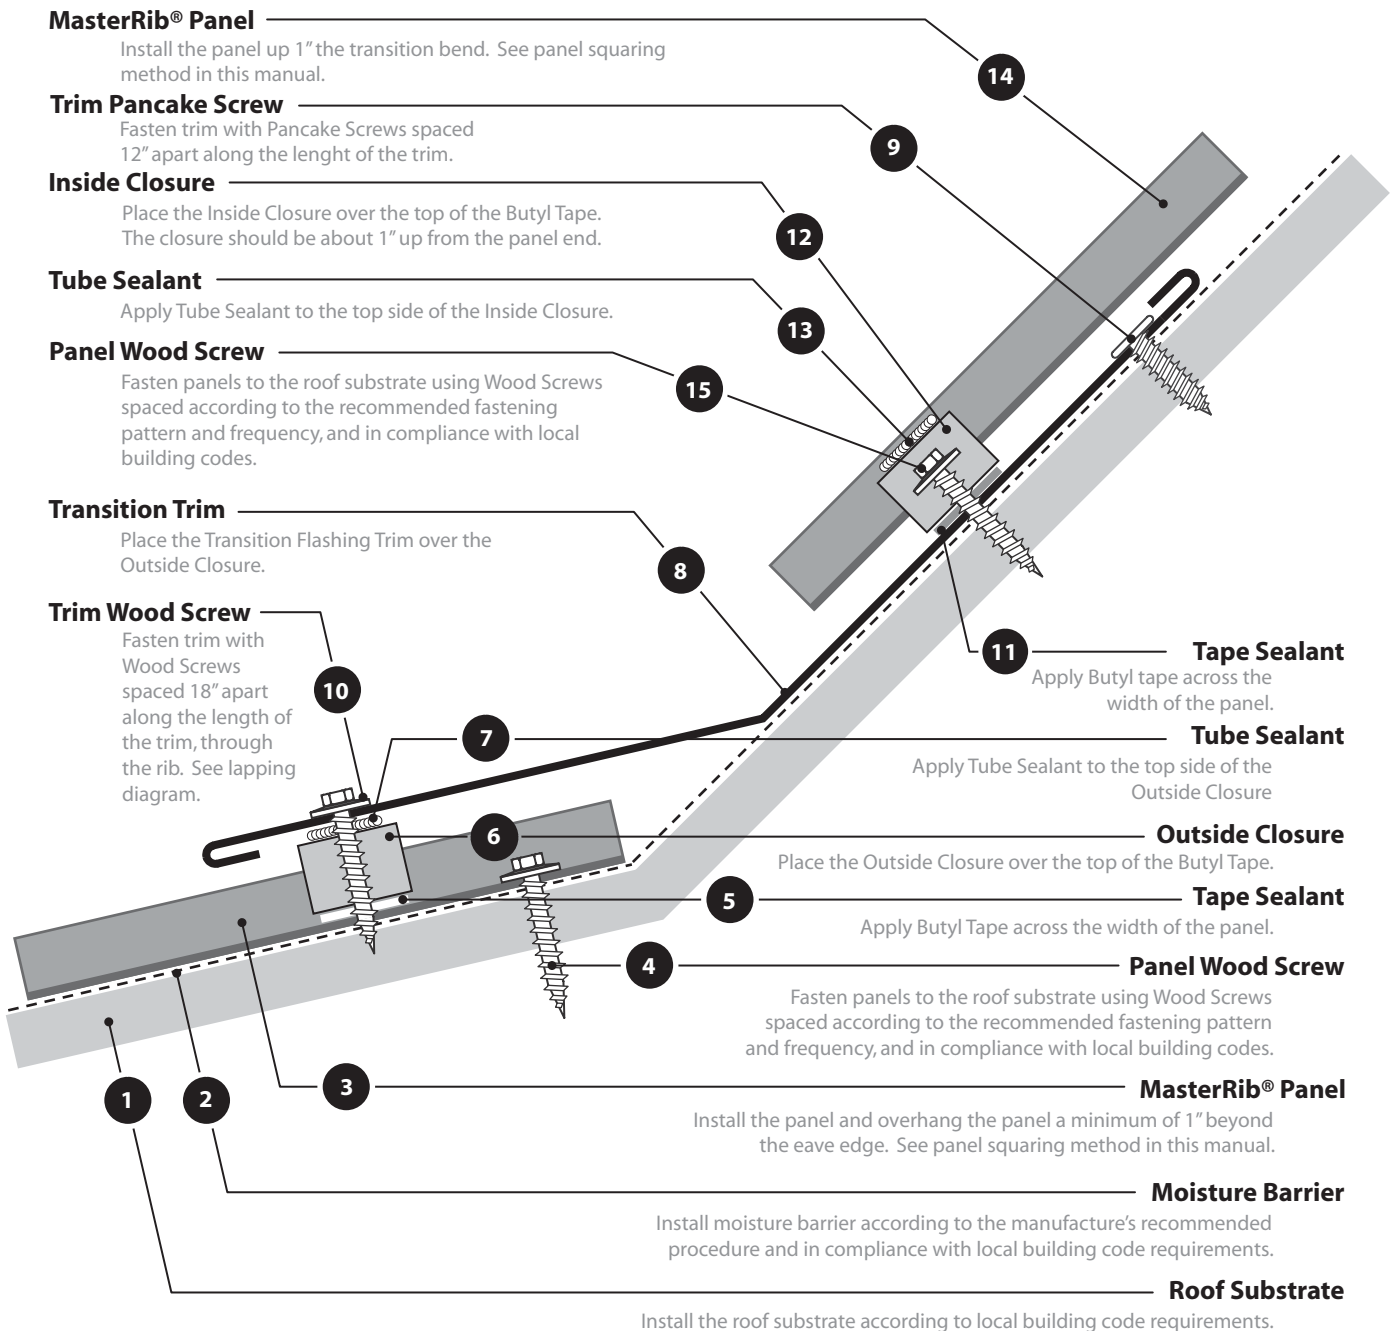 MasterRib® Panel
Install the panel up 1" the transition bend. See panel squaring
method in this manual.
14
Trim Pancake Screw
Fasten trim with Pancake Screws spaced
12" apart along the lenght of the trim.
9
Inside Closure
Place the Inside Closure over the top of the Butyl Tape.
The closure should be about 1" up from the panel end.
12
Tube Sealant
Apply Tube Sealant to the top side of the Inside Closure.
13
Panel Wood Screw
Fasten panels to the roof substrate using Wood Screws
spaced according to the recommended fastening
pattern and frequency, and in compliance with local
building codes.
15
Transition Trim
Place the Transition Flashing Trim over the
Outside Closure.
8
Trim Wood Screw
Fasten trim with
Wood Screws
spaced 18" apart
along the length of
the trim, through
the rib. See lapping
diagram.
10
11
Tape Sealant
Apply Butyl tape across the
width of the panel.
7
Tube Sealant
Apply Tube Sealant to the top side of the
Outside Closure
6
Outside Closure
Place the Outside Closure over the top of the Butyl Tape.
5
Tape Sealant
Apply Butyl Tape across the width of the panel.
4
Panel Wood Screw
Fasten panels to the roof substrate using Wood Screws
spaced according to the recommended fastening pattern
and frequency, and in compliance with local building codes.
3
MasterRib® Panel
Install the panel and overhang the panel a minimum of 1" beyond
the eave edge. See panel squaring method in this manual.
2
Moisture Barrier
Install moisture barrier according to the manufacture's recommended
procedure and in compliance with local building code requirements.
1
Roof Substrate
Install the roof substrate according to local building code requirements.